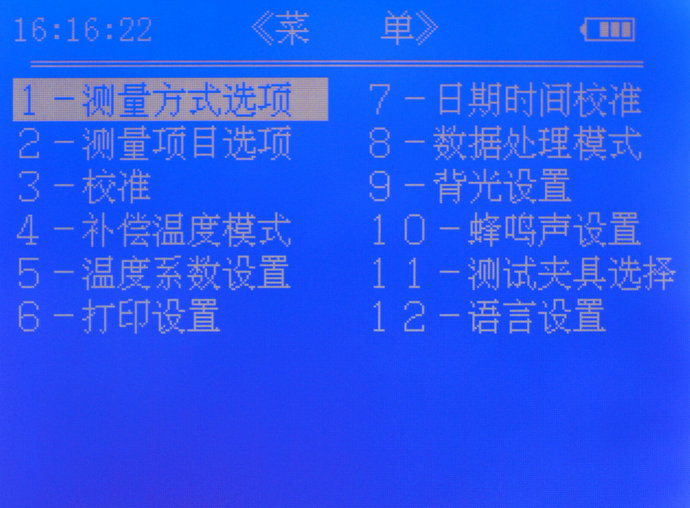 16:16:22 《菜 单》
1-测量方式选项
2-测量项目选项
3-校准
4-补偿温度模式
5-温度系数设置
6-打印设置
7-日期时间校准
8-数据处理模式
9-背光设置
10-蜂鸣声设置
11-测试夹具选择
12-语言设置